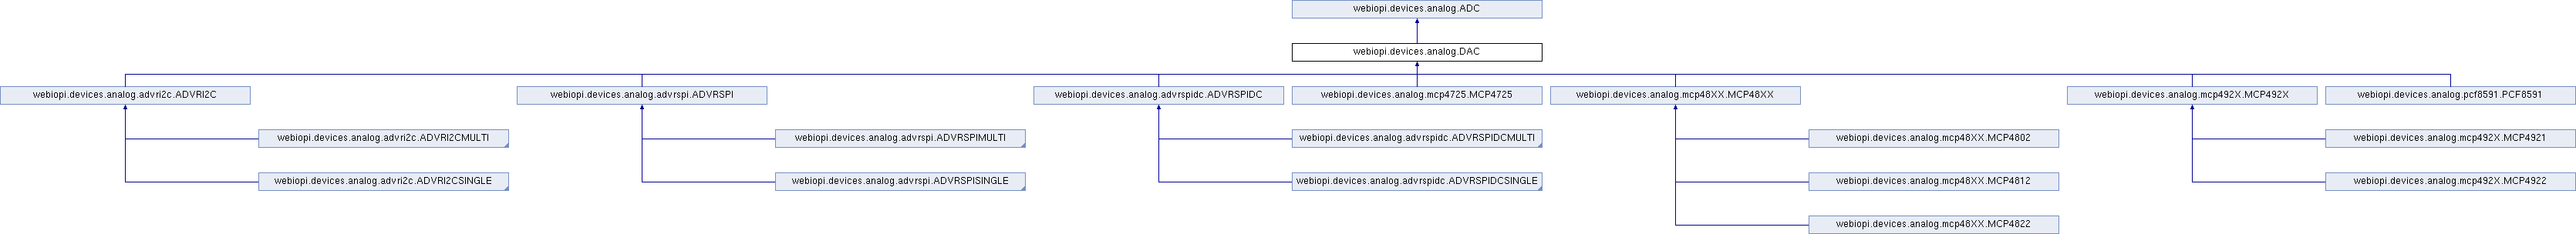 webiopi.devices.analog.ADC
webiopi.devices.analog.DAC
webiopi.devices.analog.advri2c.ADVRI2C
webiopi.devices.analog.advrspi.ADVRSPI
webiopi.devices.analog.advrspidc.ADVRSPIDC
webiopi.devices.analog.mcp4725.MCP4725
webiopi.devices.analog.mcp48XX.MCP48XX
webiopi.devices.analog.mcp492X.MCP492X
webiopi.devices.analog.pcf8591.PCF8591
webiopi.devices.analog.advri2c.ADVRI2CMULTI
webiopi.devices.analog.advrspi.ADVRSPIMULTI
webiopi.devices.analog.advrspidc.ADVRSPIDCMULTI
webiopi.devices.analog.mcp48XX.MCP4802
webiopi.devices.analog.mcp492X.MCP4921
webiopi.devices.analog.advri2c.ADVRI2CSINGLE
webiopi.devices.analog.advrspi.ADVRSPISINGLE
webiopi.devices.analog.advrspidc.ADVRSPIDCSINGLE
webiopi.devices.analog.mcp48XX.MCP4812
webiopi.devices.analog.mcp492X.MCP4922
webiopi.devices.analog.mcp48XX.MCP4822